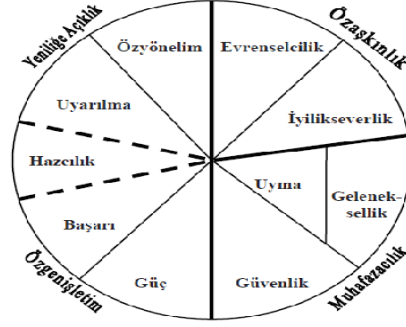 Yeniliğe Açıklık
Özyönelim
Evrenselcilik
Özaşkınlık
Uyarılma
İyilikseverlik
Hazcılık
Uyma
Gelenek-
sellik
Başarı
Özgenişletim
Güç
Güvenlik
Muhafazacılık